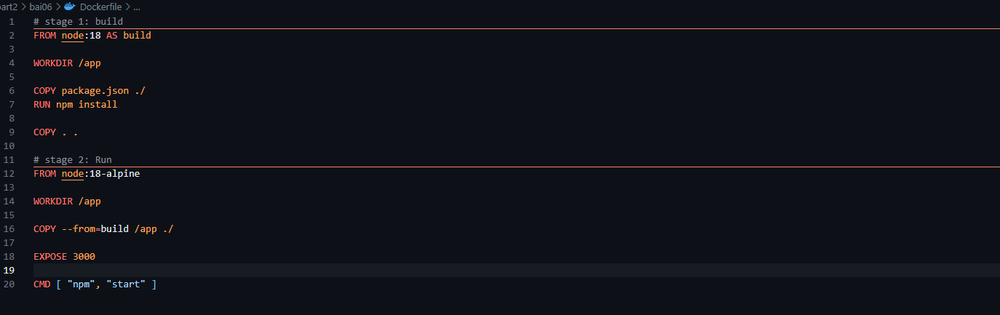 part2 > bai06 > Dockerfile > ...
1 # stage 1: build
2 FROM node:18 AS build
3
4 WORKDIR /app
5
6 COPY package.json ./
7 RUN npm install
8
9 COPY . .
10
11 # stage 2: Run
12 FROM node:18-alpine
13
14 WORKDIR /app
15
16 COPY --from=build /app ./
17
18 EXPOSE 3000
19
20 CMD [ "npm", "start" ]